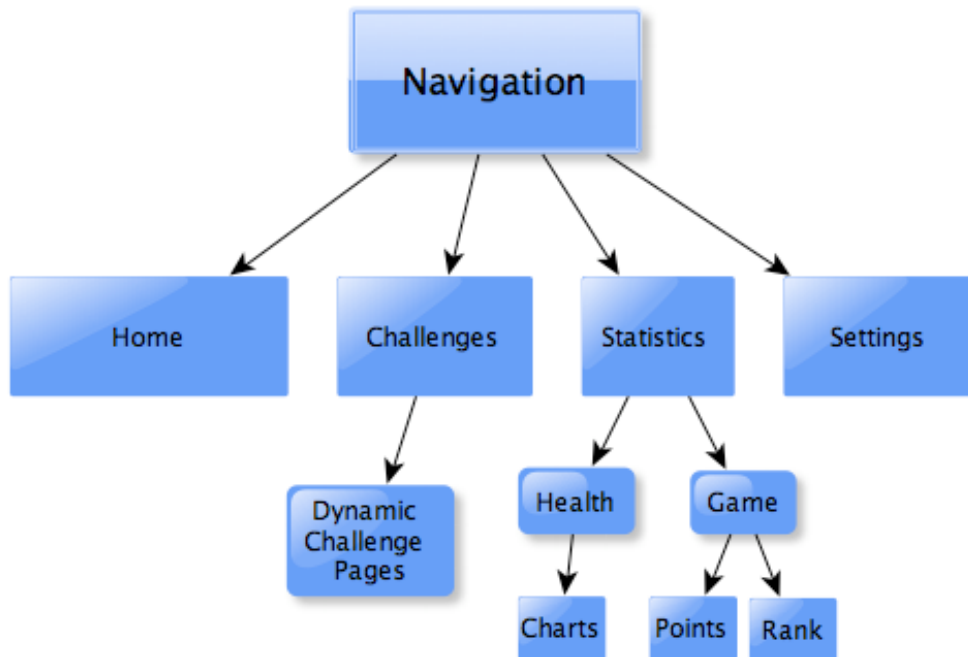 Navigation
Home
Challenges
Statistics
Settings
Dynamic
Challenge
Pages
Health
Game
Charts
Points
Rank